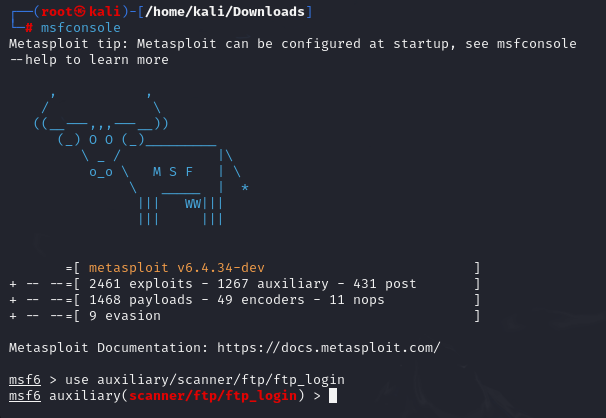 ┌──(root㉿kali)-[/home/kali/Downloads]
└─# msfconsole
Metasploit tip: Metasploit can be configured at startup, see msfconsole
--help to learn more

     ,           ,
    /             \
   ((__---,,,---__))
      (_) O O (_)_________
         \ _ /            |\
          o_o \   M S F   | \
               \   _____  |  *
                |||   WW|||
                |||     |||

       =[ metasploit v6.4.34-dev                          ]
+ -- --=[ 2461 exploits - 1267 auxiliary - 431 post       ]
+ -- --=[ 1468 payloads - 49 encoders - 11 nops           ]
+ -- --=[ 9 evasion                                       ]

Metasploit Documentation: https://docs.metasploit.com/

msf6 > use auxiliary/scanner/ftp/ftp_login
msf6 auxiliary(scanner/ftp/ftp_login) >